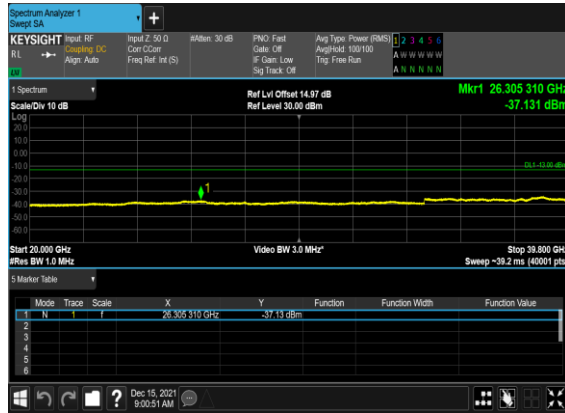 Spectrum Analyzer 1
Swept SA
+
KEYSIGHT Input: RF Input Z: 50 Ω #Atten: 30 dB PNO: Fast Avg Type: Power (RMS) 1 2 3 4 5 6
RL Coupling: DC Corr CCorr Gate: Off Avg|Hold: 100/100 A W W W W W
Align: Auto Freq Ref: Int (S) IF Gain: Low Trig: Free Run
Sig Track: Off A N N N N N
1 Spectrum Ref Lvl Offset 14.97 dB Mkr1 26.305 310 GHz
Scale/Div 10 dB Ref Level 30.00 dBm -37.131 dBm
Log
20.0
10.0
0.00
-10.0 DL1 -13.00 dBm
-20.0
-30.0 1
-40.0
-50.0
-60.0
Start 20.000 GHz Video BW 3.0 MHz* Stop 39.800 GHz
#Res BW 1.0 MHz Sweep ~39.2 ms (40001 pts)
5 Marker Table
Mode Trace Scale X Y Function Function Width Function Value
1 N 1 f 26.305 310 GHz -37.13 dBm
2
3
4
5
6
? Dec 15, 2021
9:00:51 AM